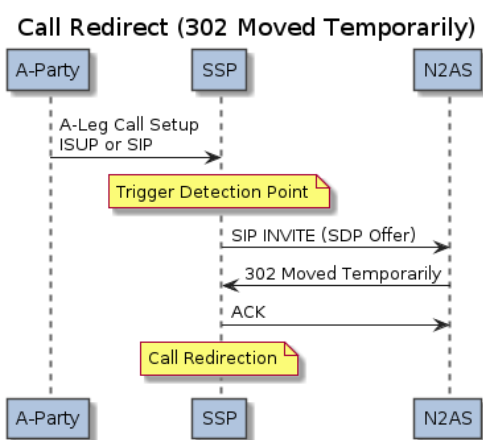 Call Redirect (302 Moved Temporarily)
A-Party
SSP
N2AS
A-Leg Call Setup
ISUP or SIP
Trigger Detection Point
SIP INVITE (SDP Offer)
302 Moved Temporarily
ACK
Call Redirection
A-Party
SSP
N2AS